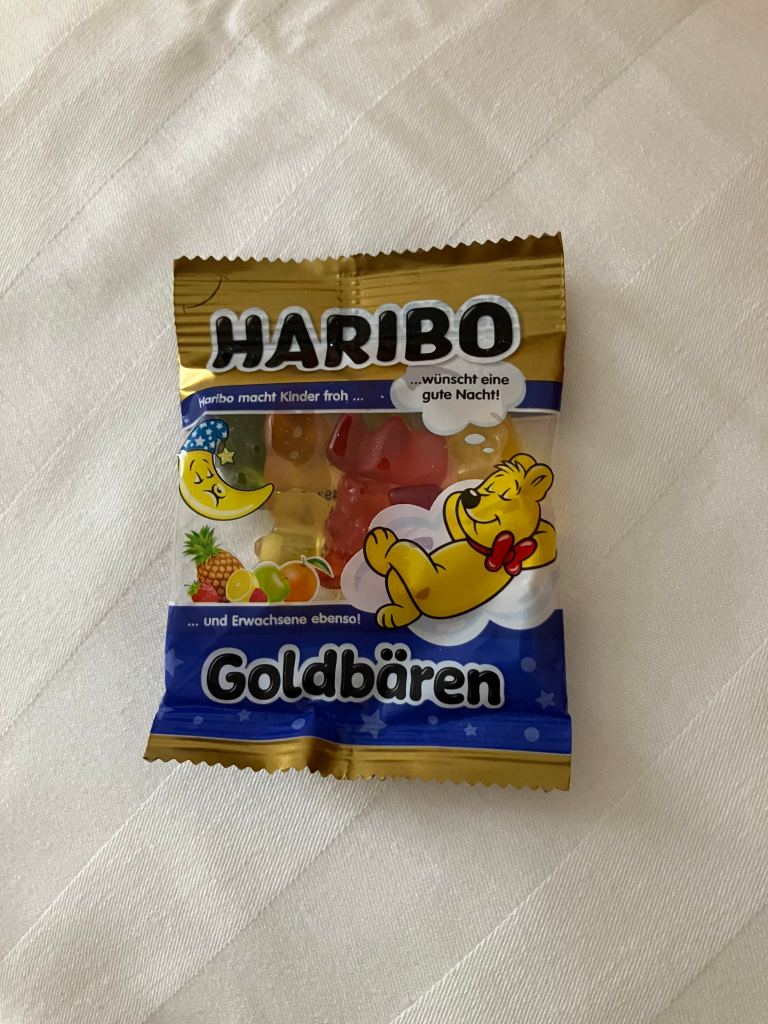 HARIBO
Haribo macht Kinder froh ...
...wünscht eine
gute Nacht!
... und Erwachsene ebenso!
Goldbären